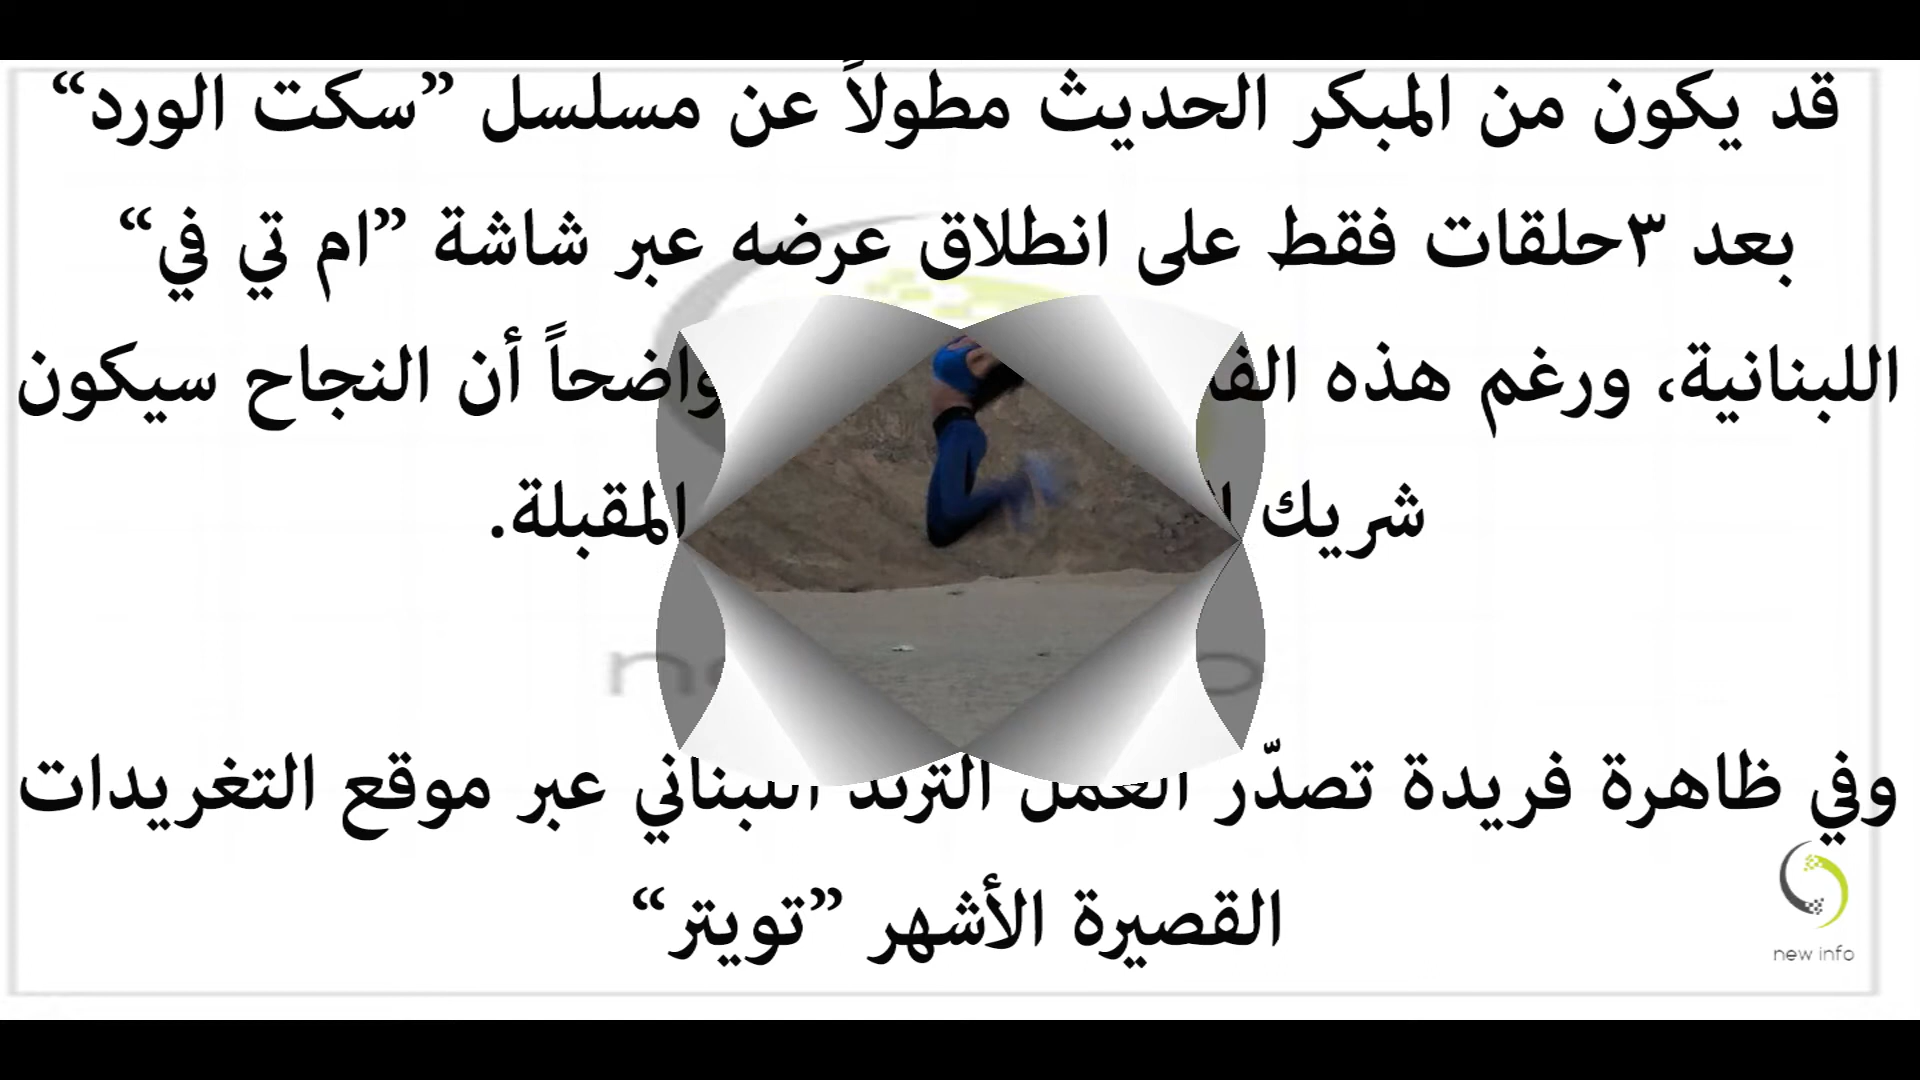 قد يكون من المبكر الحديث مطولاً عن مسلسل ”سكت الورد“
بعد ٣حلقات فقط على انطلاق عرضه عبر شاشة ”ام تي في“
اللبنانية، ورغم هذه واضحاً أن النجاح سيكون
شريك المقبلة.
وفي ظاهرة فريدة تصدّر العمل الترند اللبناني عبر موقع التغريدات
القصيرة الأشهر ”تويتر“
new info